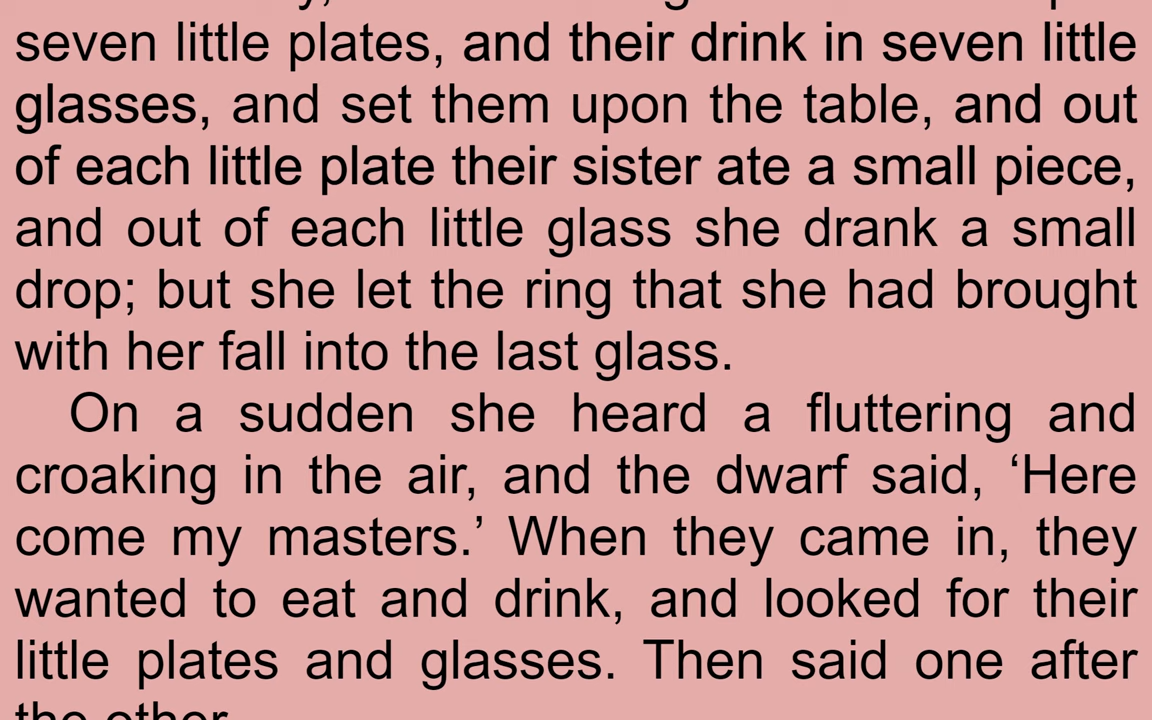 seven little plates, and their drink in seven little
glasses, and set them upon the table, and out
of each little plate their sister ate a small piece,
and out of each little glass she drank a small
drop; but she let the ring that she had brought
with her fall into the last glass.
On a sudden she heard a fluttering and
croaking in the air, and the dwarf said, ‘Here
come my masters.’ When they came in, they
wanted to eat and drink, and looked for their
little plates and glasses. Then said one after
the other